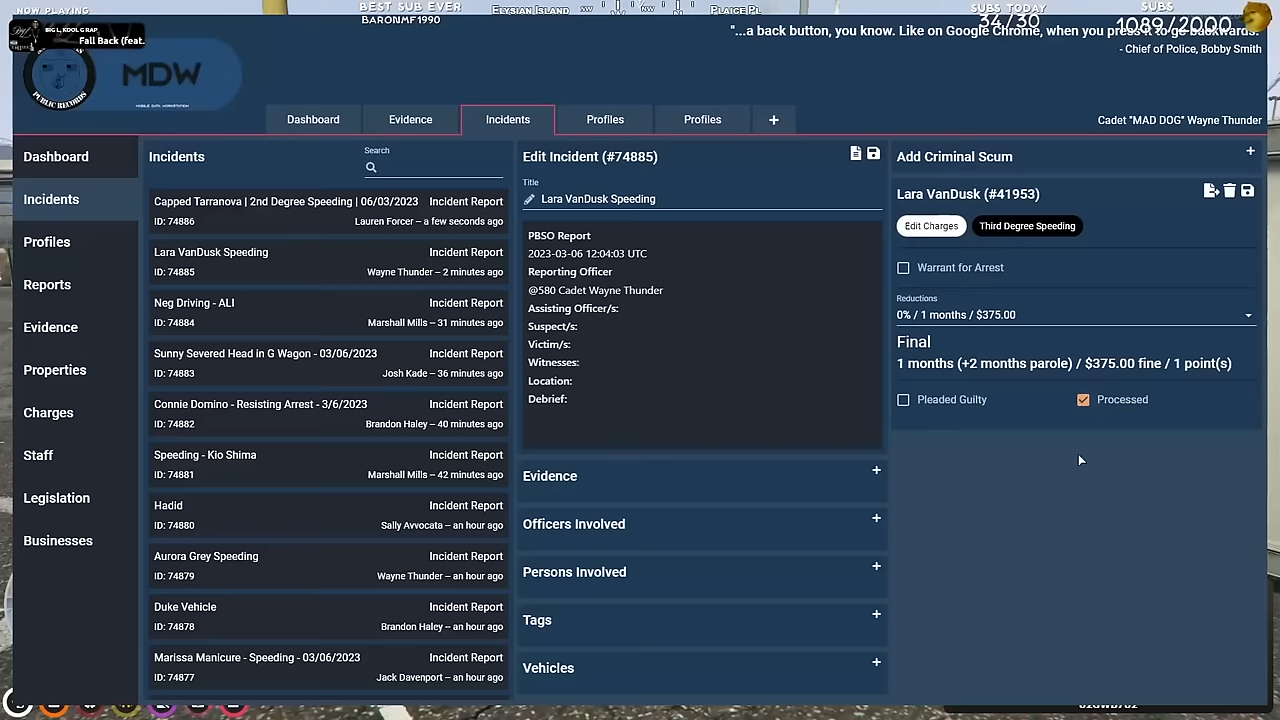 NOW PLAYING
BIG L, KOOL G RAP
Fall Back (feat.
BEST SUB EVER
BARONMF1990
ELYSIAN ISLAND
PLAICE PL
SUBS TODAY
34/30
SUBS
1089/2000
"...a back button, you know. Like on Google Chrome, when you press it to go backwards."
- Chief of Police, Bobby Smith
PUBLIC RECORDS
MDW
MOBILE DATA WORKSTATION
Dashboard
Evidence
Incidents
Profiles
Profiles
+
Cadet "MAD DOG" Wayne Thunder
Dashboard
Incidents
Profiles
Reports
Evidence
Properties
Charges
Staff
Legislation
Businesses
Incidents
Search
Capped Tarranova | 2nd Degree Speeding | 06/03/2023 Incident Report
ID: 74886 Lauren Forcer – a few seconds ago
Lara VanDusk Speeding Incident Report
ID: 74885 Wayne Thunder – 2 minutes ago
Neg Driving - ALI Incident Report
ID: 74884 Marshall Mills – 31 minutes ago
Sunny Severed Head in G Wagon - 03/06/2023 Incident Report
ID: 74883 Josh Kade – 36 minutes ago
Connie Domino - Resisting Arrest - 3/6/2023 Incident Report
ID: 74882 Brandon Haley – 40 minutes ago
Speeding - Kio Shima Incident Report
ID: 74881 Marshall Mills – 42 minutes ago
Hadid Incident Report
ID: 74880 Sally Avvocata – an hour ago
Aurora Grey Speeding Incident Report
ID: 74879 Wayne Thunder – an hour ago
Duke Vehicle Incident Report
ID: 74878 Brandon Haley – an hour ago
Marissa Manicure - Speeding - 03/06/2023 Incident Report
ID: 74877 Jack Davenport – an hour ago
Edit Incident (#74885)
Title
Lara VanDusk Speeding
PBSO Report
2023-03-06 12:04:03 UTC
Reporting Officer
@580 Cadet Wayne Thunder
Assisting Officer/s:
Suspect/s:
Victim/s:
Witnesses:
Location:
Debrief:
Evidence +
Officers Involved +
Persons Involved +
Tags +
Vehicles +
Add Criminal Scum +
Lara VanDusk (#41953)
Edit Charges
Third Degree Speeding
Warrant for Arrest
Reductions
0% / 1 months / $375.00
Final
1 months (+2 months parole) / $375.00 fine / 1 point(s)
Pleaded Guilty
Processed